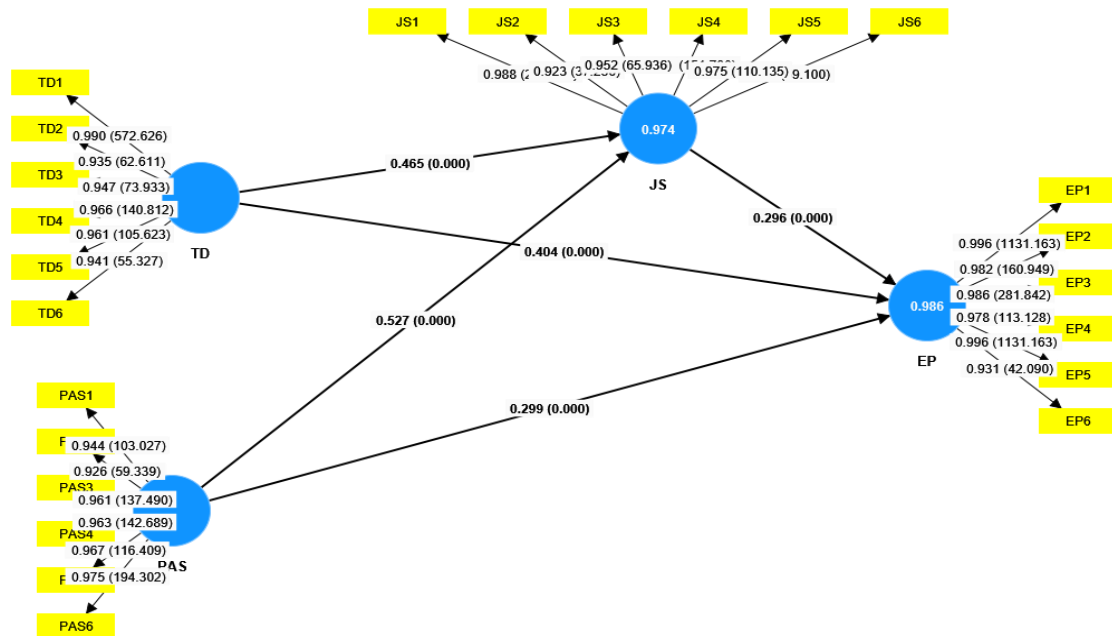 JS1 JS2 JS3 JS4 JS5 JS6
0.988 0.923 0.952 (65.936) 0.975 (110.135) 9.100)
TD1
TD2
TD3
TD4
TD5
TD6
0.990 (572.626)
0.935 (62.611)
0.947 (73.933)
0.966 (140.812)
0.961 (105.623)
0.941 (55.327)
TD
0.974
JS
0.465 (0.000)
0.296 (0.000)
0.404 (0.000)
0.527 (0.000)
0.299 (0.000)
0.986
EP
EP1
EP2
EP3
EP4
EP5
EP6
0.996 (1131.163)
0.982 (160.949)
0.986 (281.842)
0.978 (113.128)
0.996 (1131.163)
0.931 (42.090)
PAS1
PAS3
PAS4
PAS6
0.944 (103.027)
0.926 (59.339)
0.961 (137.490)
0.963 (142.689)
0.967 (116.409)
0.975 (194.302)
PAS